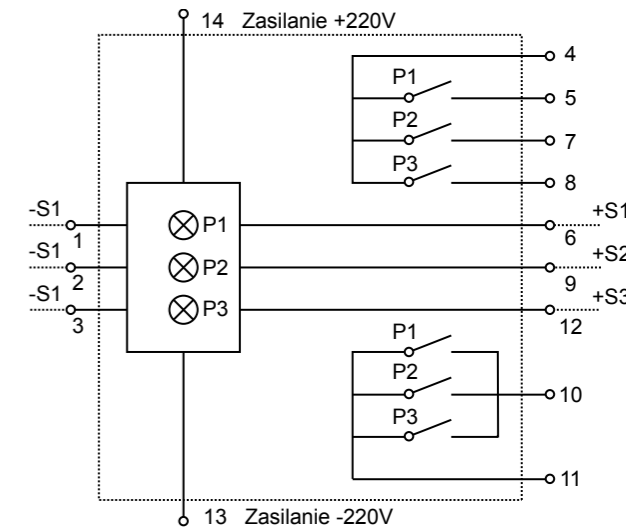 14 Zasilanie +220V
4
P1
5
P2
7
P3
8
-S1
1
P1
6
+S1
-S1
2
P2
9
+S2
-S1
3
P3
12
+S3
P1
P2
10
P3
11
13 Zasilanie -220V